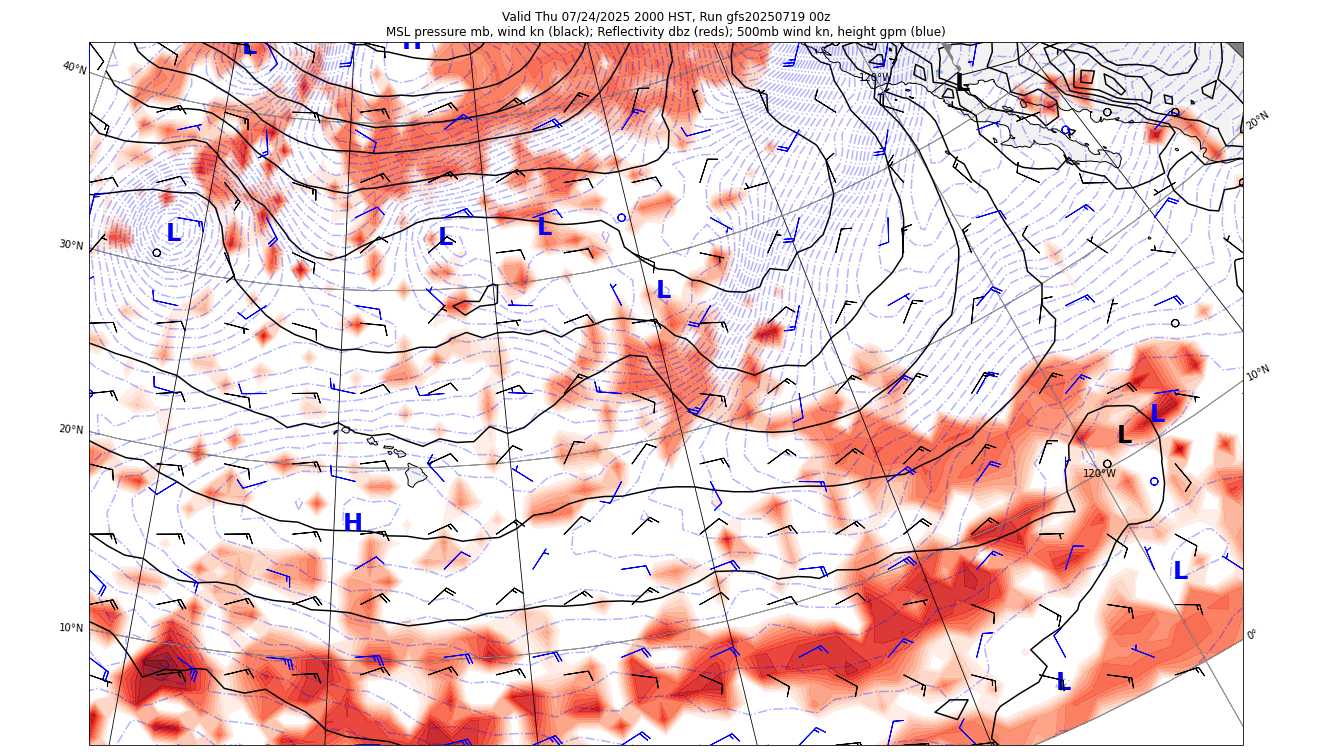 Valid Thu 07/24/2025 2000 HST, Run gfs20250719 00z
MSL pressure mb, wind kn (black); Reflectivity dbz (reds); 500mb wind kn, height gpm (blue)
L
H
40°N
120°W
L
20°N
30°N
L
L
L
L
10°N
20°N
L
L
120°W
H
L
10°N
0°
L